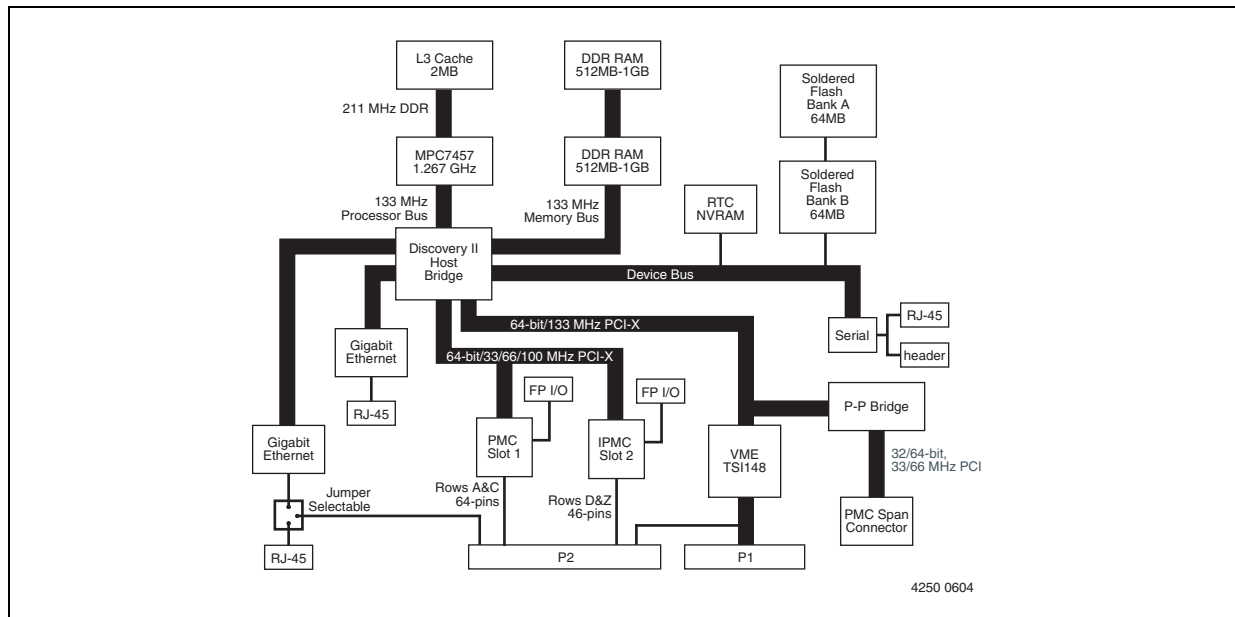 L3 Cache
2MB
DDR RAM
512MB-1GB
Soldered
Flash
Bank A
64MB
211 MHz DDR
MPC7457
1.267 GHz
DDR RAM
512MB-1GB
Soldered
Flash
Bank B
64MB
RTC
NVRAM
133 MHz
Processor Bus
133 MHz
Memory Bus
Discovery II
Host
Bridge
Device Bus
64-bit/133 MHz PCI-X
Serial
RJ-45
header
Gigabit
Ethernet
64-bit/33/66/100 MHz PCI-X
FP I/O
FP I/O
RJ-45
P-P Bridge
Gigabit
Ethernet
PMC
Slot 1
IPMC
Slot 2
VME
TSI148
32/64-bit,
33/66 MHz PCI
Rows A&C
64-pins
Rows D&Z
46-pins
Jumper
Selectable
PMC Span
Connector
RJ-45
P2
P1
4250 0604